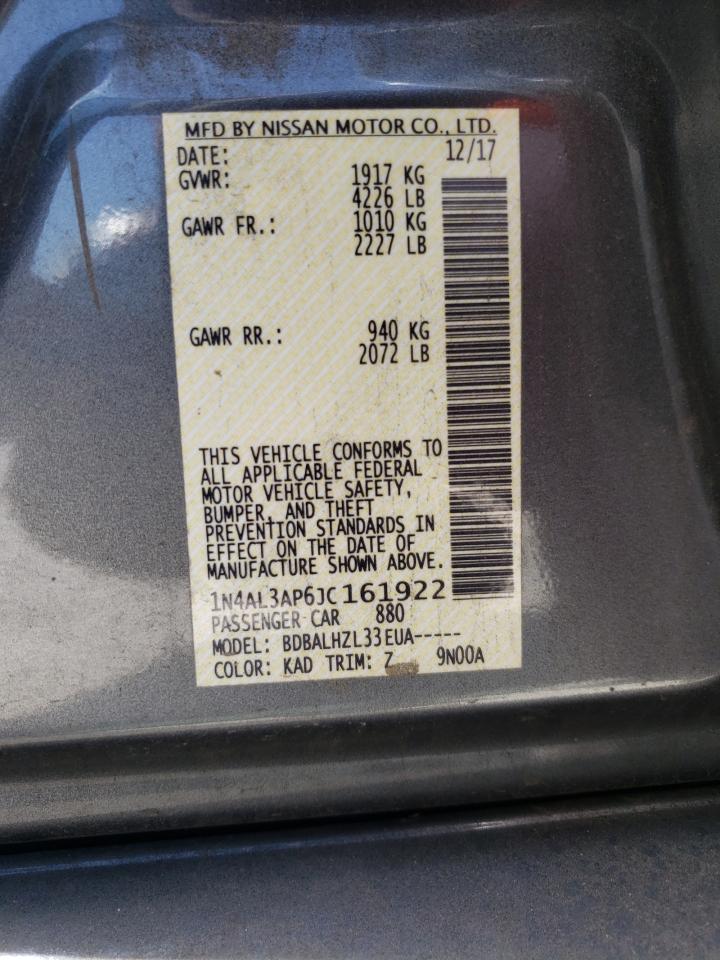 MFD BY NISSAN MOTOR CO., LTD.
DATE: 12/17
GVWR: 1917 KG
4226 LB
GAWR FR.: 1010 KG
2227 LB
GAWR RR.: 940 KG
2072 LB
THIS VEHICLE CONFORMS TO
ALL APPLICABLE FEDERAL
MOTOR VEHICLE SAFETY,
BUMPER, AND THEFT
PREVENTION STANDARDS IN
EFFECT ON THE DATE OF
MANUFACTURE SHOWN ABOVE.
1N4AL3AP6JC161922
PASSENGER CAR 880
MODEL: BDBALHZL33EUA-----
COLOR: KAD TRIM: Z 9N00A